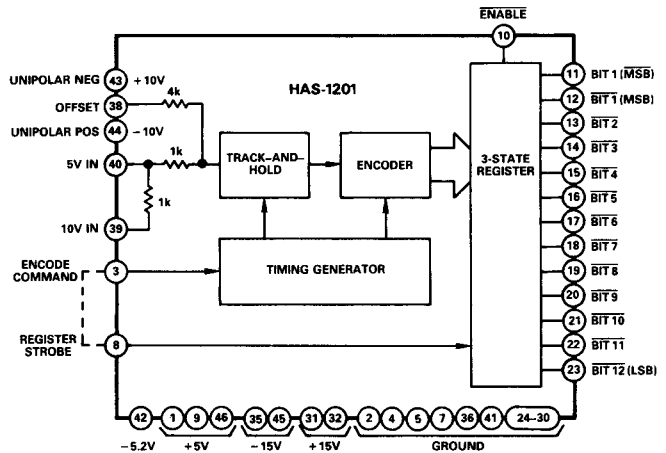 ENABLE
10
HAS-1201
UNIPOLAR NEG 43 +10V
OFFSET 38 4k
UNIPOLAR POS 44 -10V
5V IN 40 1k
1k
10V IN 39
TRACK-AND-
HOLD
ENCODER
3-STATE
REGISTER
ENCODE
COMMAND 3
TIMING GENERATOR
REGISTER
STROBE 8
11 BIT 1 (MSB)
12 BIT 1 (MSB)
13 BIT 2
14 BIT 3
15 BIT 4
16 BIT 5
17 BIT 6
18 BIT 7
19 BIT 8
20 BIT 9
21 BIT 10
22 BIT 11
23 BIT 12 (LSB)
42 1 9 46 35 45 31 32 2 4 5 7 36 41 24-30
-5.2V +5V -15V +15V GROUND